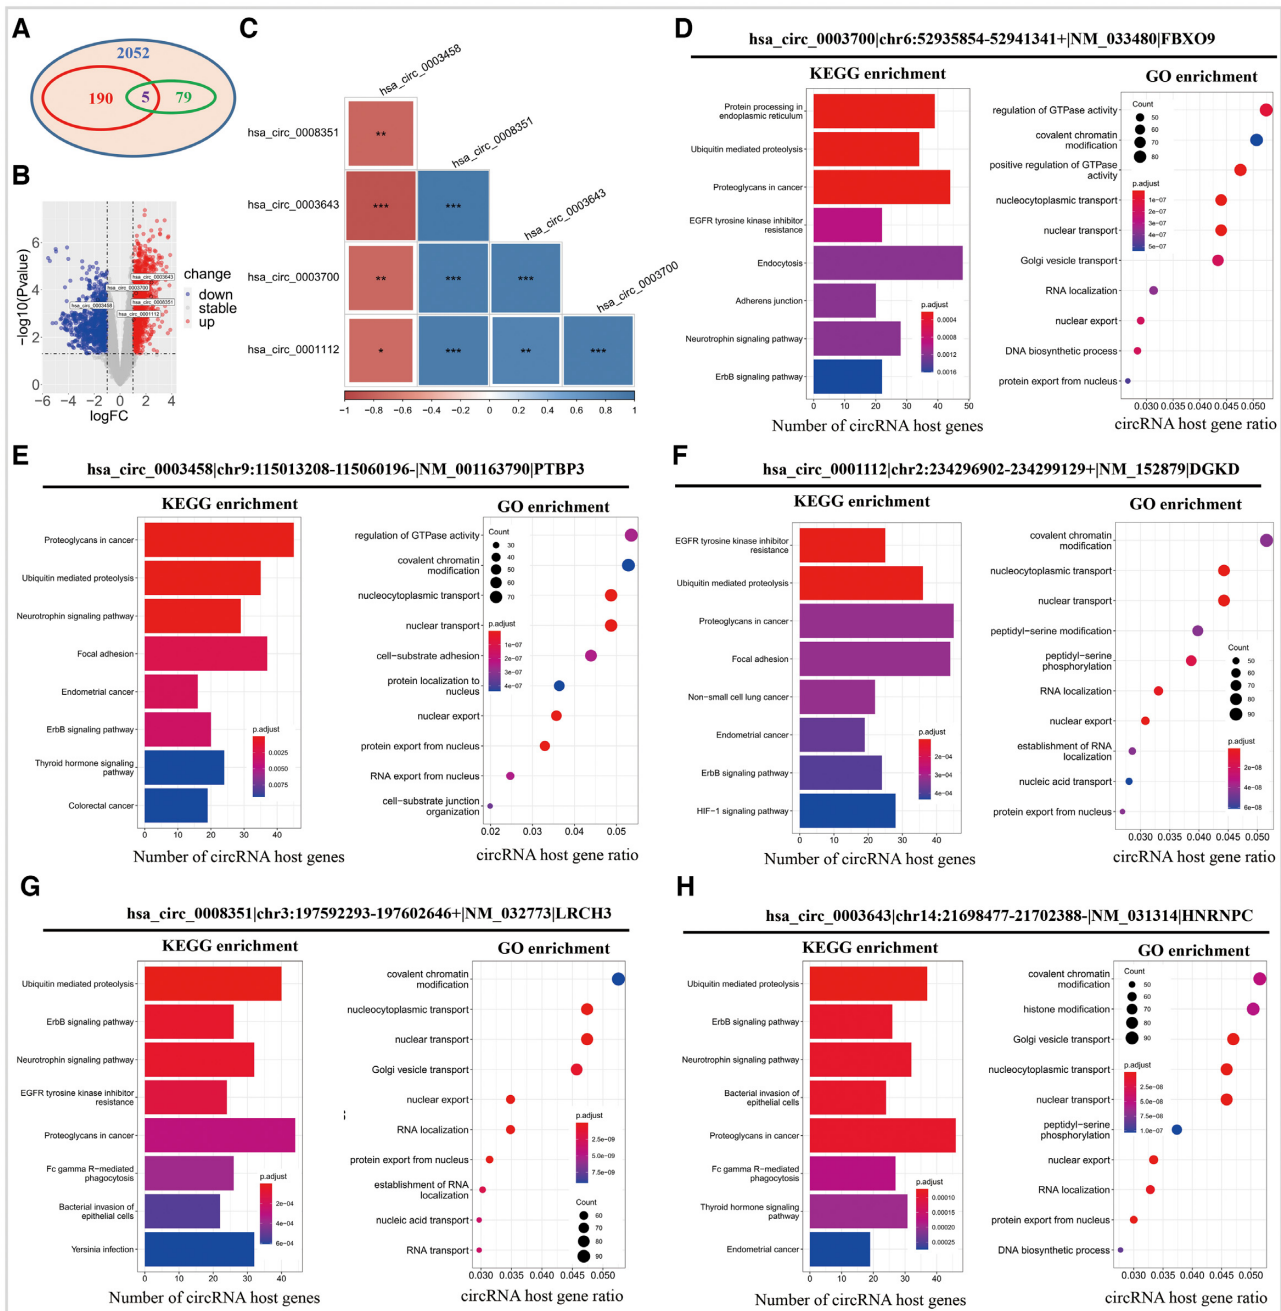 A
2052
190
5
79
B
6
4
2
0
−6
−4
−2
0
2
4
−log10(Pvalue)
logFC
hsa_circ_0003643
hsa_circ_0003700
hsa_circ_0003458
hsa_circ_0008351
hsa_circ_0001112
change
down
stable
up
C
hsa_circ_0003458
hsa_circ_0008351
**
hsa_circ_0008351
hsa_circ_0003643
***
***
hsa_circ_0003643
hsa_circ_0003700
**
***
***
hsa_circ_0003700
hsa_circ_0001112
*
***
**
***
−1
−0.8
−0.6
−0.4
−0.2
0
0.2
0.4
0.6
0.8
1
D
hsa_circ_0003700|chr6:52935854-52941341+|NM_033480|FBXO9
KEGG enrichment
Protein processing in
endoplasmic reticulum
Ubiquitin mediated proteolysis
Proteoglycans in cancer
EGFR tyrosine kinase inhibitor
resistance
Endocytosis
Adherens junction
Neurotrophin signaling pathway
ErbB signaling pathway
p.adjust
0.0004
0.0008
0.0012
0.0016
0
10
20
30
40
50
Number of circRNA host genes
GO enrichment
regulation of GTPase activity
covalent chromatin
modification
positive regulation of GTPase
activity
nucleocytoplasmic transport
nuclear transport
Golgi vesicle transport
RNA localization
nuclear export
DNA biosynthetic process
protein export from nucleus
Count
50
60
70
80
p.adjust
1e−07
2e−07
3e−07
4e−07
5e−07
0.030
0.035
0.040
0.045
0.050
circRNA host gene ratio
E
hsa_circ_0003458|chr9:115013208-115060196-|NM_001163790|PTBP3
KEGG enrichment
Proteoglycans in cancer
Ubiquitin mediated proteolysis
Neurotrophin signaling pathway
Focal adhesion
Endometrial cancer
ErbB signaling pathway
Thyroid hormone signaling
pathway
Colorectal cancer
p.adjust
0.0025
0.0050
0.0075
0
10
20
30
40
Number of circRNA host genes
GO enrichment
regulation of GTPase activity
covalent chromatin
modification
nucleocytoplasmic transport
nuclear transport
cell−substrate adhesion
protein localization to
nucleus
nuclear export
protein export from nucleus
RNA export from nucleus
cell−substrate junction
organization
Count
30
40
50
60
70
p.adjust
1e−07
2e−07
3e−07
4e−07
0.02
0.03
0.04
0.05
circRNA host gene ratio
F
hsa_circ_0001112|chr2:234296902-234299129+|NM_152879|DGKD
KEGG enrichment
EGFR tyrosine kinase inhibitor
resistance
Ubiquitin mediated proteolysis
Proteoglycans in cancer
Focal adhesion
Non−small cell lung cancer
Endometrial cancer
ErbB signaling pathway
HIF−1 signaling pathway
p.adjust
2e−04
4e−04
0
10
20
30
40
Number of circRNA host genes
GO enrichment
covalent chromatin
modification
nucleocytoplasmic transport
nuclear transport
peptidyl−serine modification
peptidyl−serine
phosphorylation
RNA localization
nuclear export
establishment of RNA
localization
nucleic acid transport
protein export from nucleus
Count
50
60
70
80
90
p.adjust
2e−08
4e−08
6e−08
0.030
0.035
0.040
0.045
0.050
circRNA host gene ratio
G
hsa_circ_0008351|chr3:197592293-197602646+|NM_032773|LRCH3
KEGG enrichment
Ubiquitin mediated proteolysis
ErbB signaling pathway
Neurotrophin signaling pathway
EGFR tyrosine kinase inhibitor
resistance
Proteoglycans in cancer
Fc gamma R−mediated
phagocytosis
Bacterial invasion of
epithelial cells
Yersinia infection
p.adjust
2e−04
4e−04
6e−04
0
10
20
30
40
Number of circRNA host genes
GO enrichment
covalent chromatin
modification
nucleocytoplasmic transport
nuclear transport
Golgi vesicle transport
nuclear export
RNA localization
protein export from nucleus
establishment of RNA
localization
nucleic acid transport
RNA transport
p.adjust
2.5e−09
5.0e−09
7.5e−09
Count
60
70
80
90
0.030
0.035
0.040
0.045
0.050
circRNA host gene ratio
H
hsa_circ_0003643|chr14:21698477-21702388-|NM_031314|HNRNPC
KEGG enrichment
Ubiquitin mediated proteolysis
ErbB signaling pathway
Neurotrophin signaling pathway
Bacterial invasion of
epithelial cells
Proteoglycans in cancer
Fc gamma R−mediated
phagocytosis
Thyroid hormone signaling
pathway
Endometrial cancer
p.adjust
0.00010
0.00015
0.00020
0.00025
0
10
20
30
40
Number of circRNA host genes
GO enrichment
covalent chromatin
modification
histone modification
Golgi vesicle transport
nucleocytoplasmic transport
nuclear transport
peptidyl−serine
phosphorylation
nuclear export
RNA localization
protein export from nucleus
DNA biosynthetic process
Count
50
60
70
80
90
p.adjust
2.5e−08
5.0e−08
7.5e−08
1.0e−07
0.030
0.035
0.040
0.045
0.050
circRNA host gene ratio